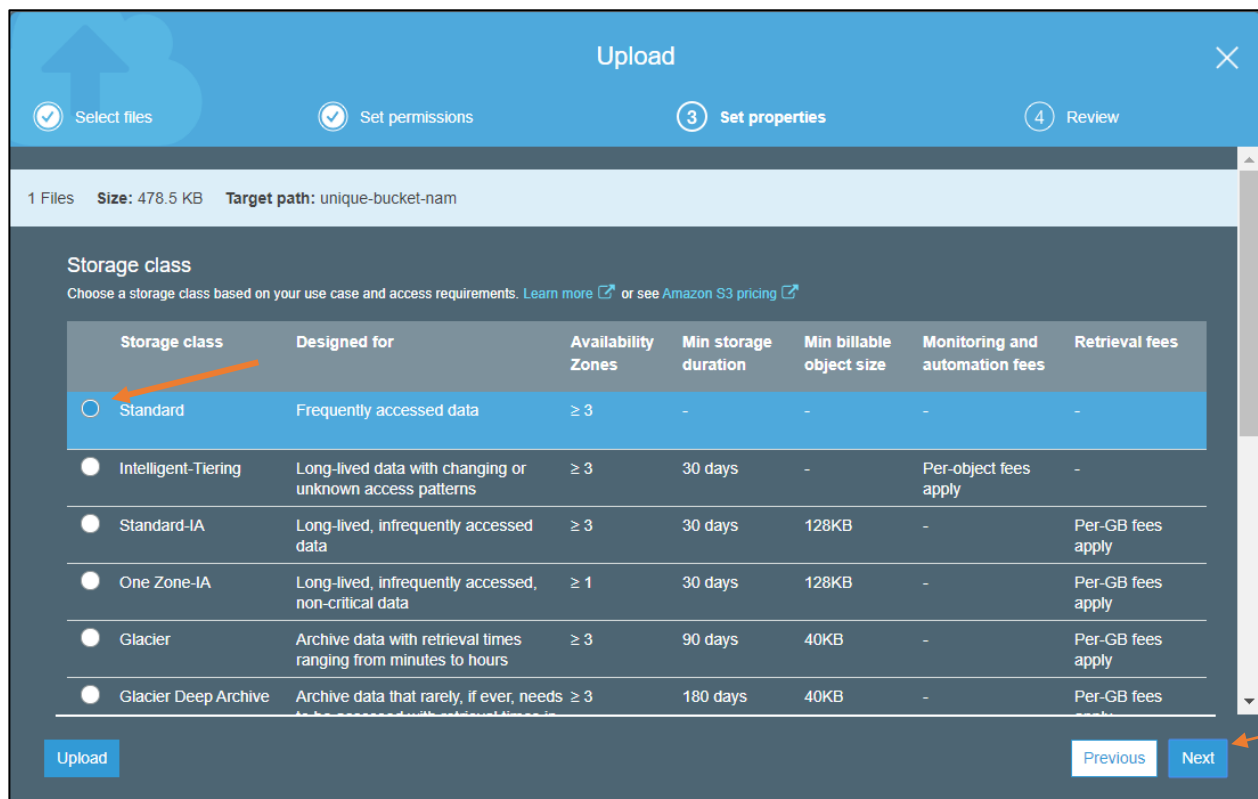 Upload
Select files
Set permissions
3 Set properties
4 Review
1 Files Size: 478.5 KB Target path: unique-bucket-nam
Storage class
Choose a storage class based on your use case and access requirements. Learn more or see Amazon S3 pricing
Storage class Designed for Availability Zones Min storage duration Min billable object size Monitoring and automation fees Retrieval fees
Standard Frequently accessed data ≥ 3 - - - -
Intelligent-Tiering Long-lived data with changing or unknown access patterns ≥ 3 30 days - Per-object fees apply -
Standard-IA Long-lived, infrequently accessed data ≥ 3 30 days 128KB - Per-GB fees apply
One Zone-IA Long-lived, infrequently accessed, non-critical data ≥ 1 30 days 128KB - Per-GB fees apply
Glacier Archive data with retrieval times ranging from minutes to hours ≥ 3 90 days 40KB - Per-GB fees apply
Glacier Deep Archive Archive data that rarely, if ever, needs ≥ 3 180 days 40KB - Per-GB fees
Upload
Previous
Next